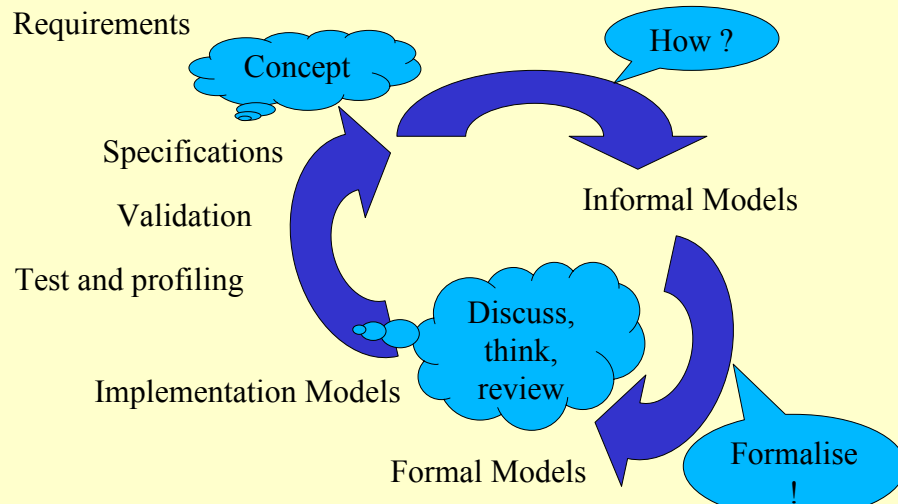 Requirements
Concept
How ?
Specifications
Validation
Informal Models
Test and profiling
Discuss,
think,
review
Implementation Models
Formal Models
Formalise
!